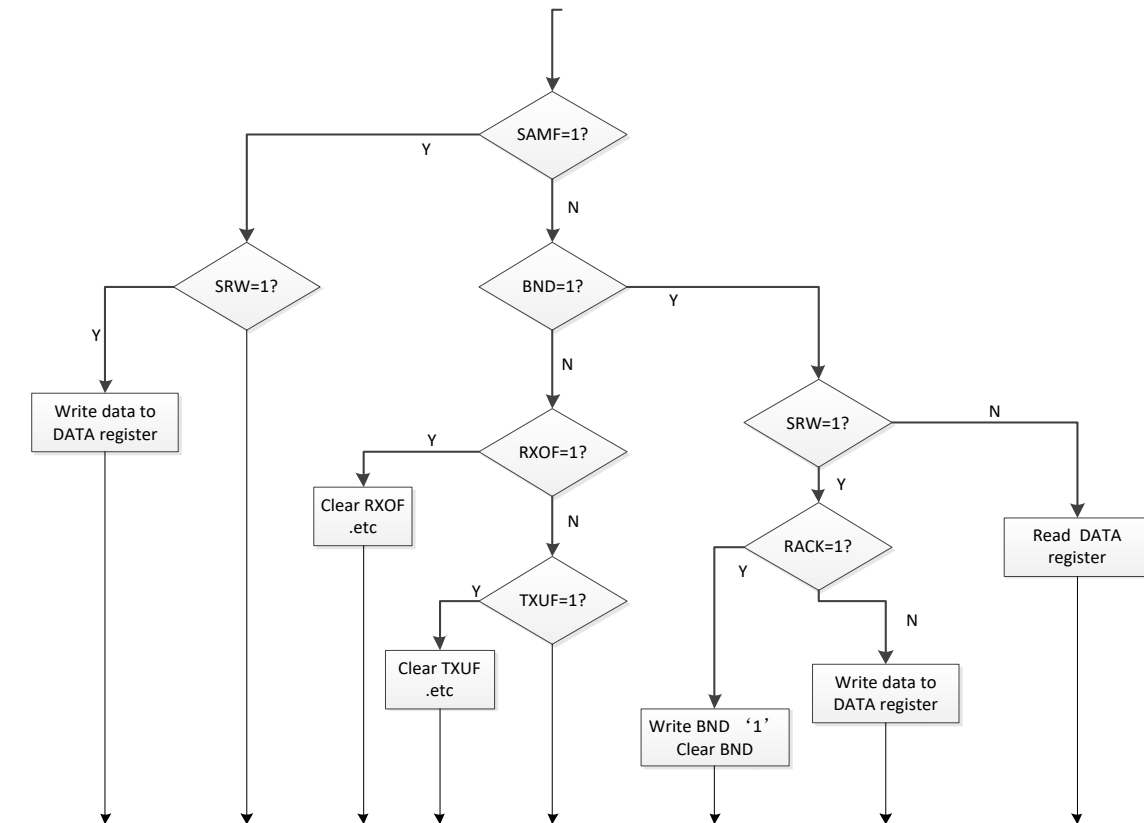 SAMF=1?
Y
N
SRW=1?
BND=1?
Y
Y
N
Write data to
DATA register
SRW=1?
N
Y
RXOF=1?
Y
Clear RXOF
.etc
N
RACK=1?
Read  DATA
register
Y
TXUF=1?
Y
N
Clear TXUF
.etc
Write data to
DATA register
Write BND ‘1’
Clear BND